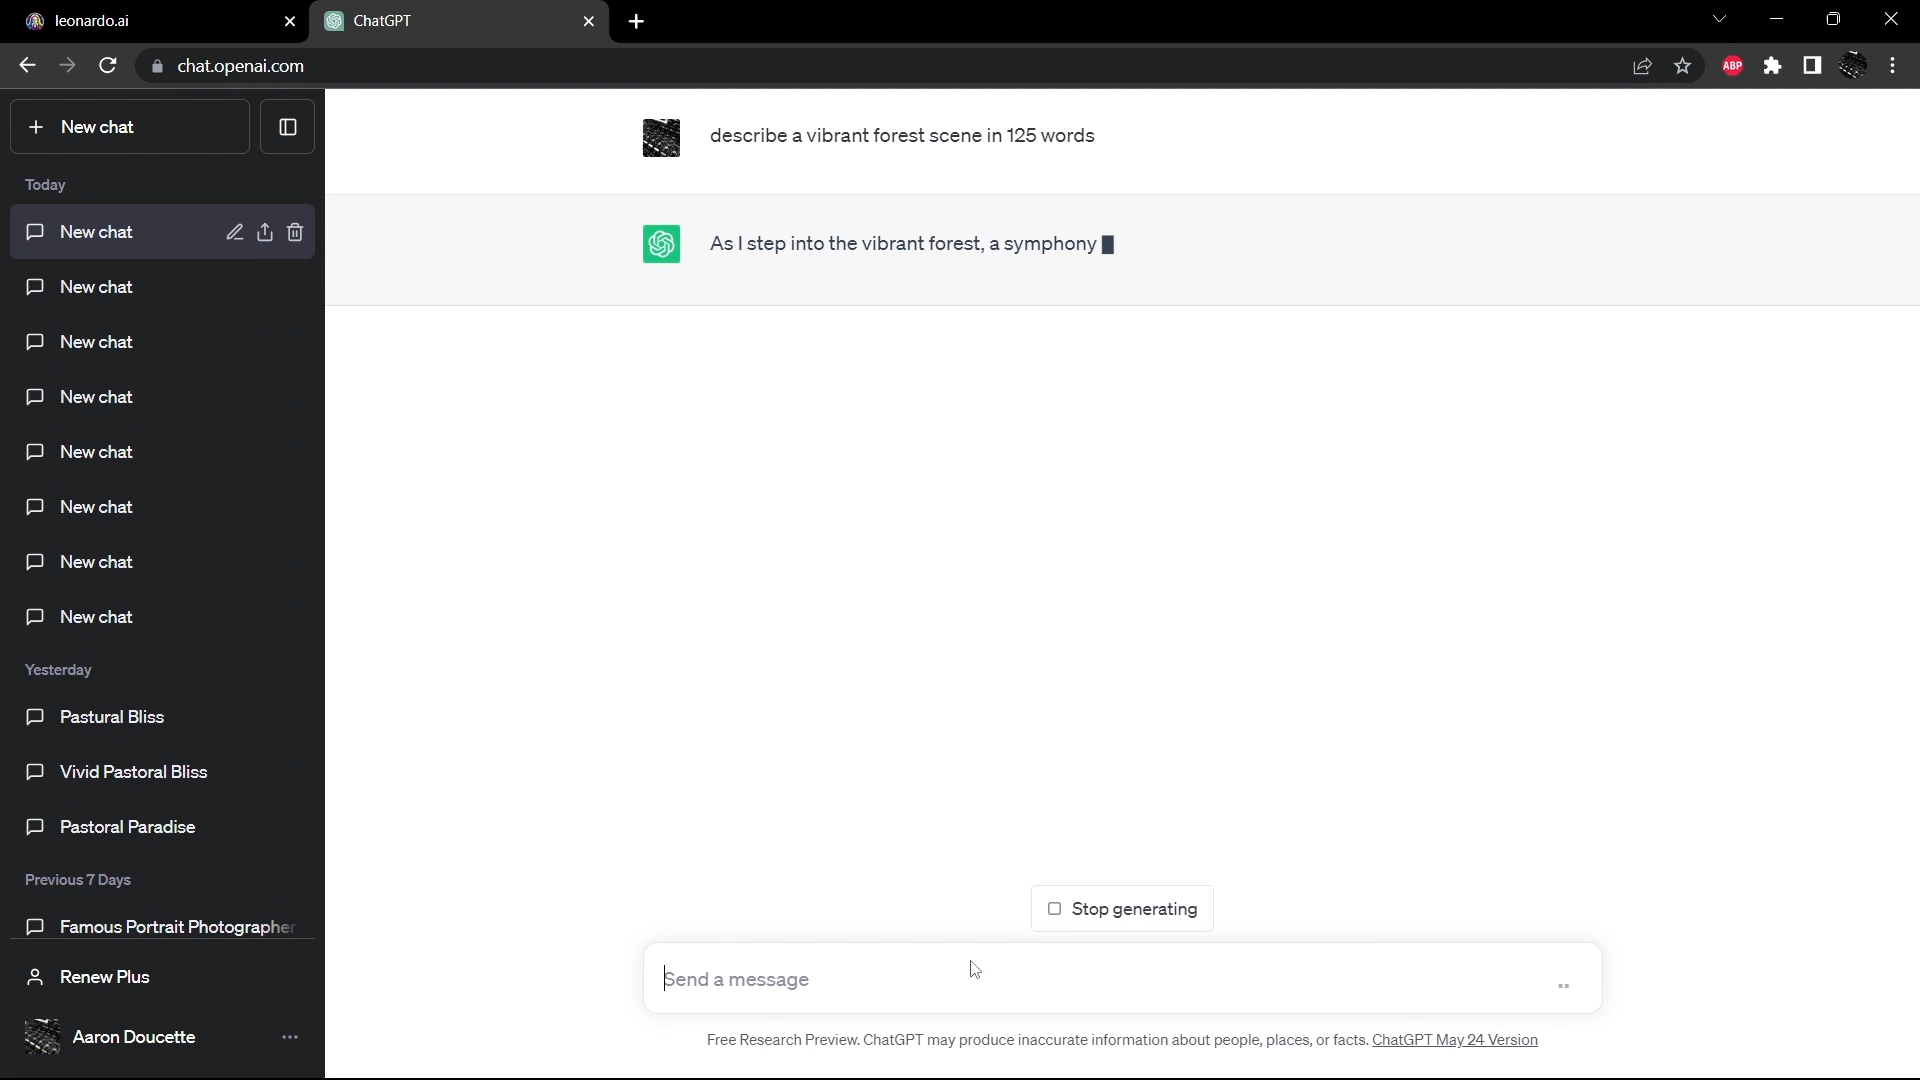 leonardo.ai
ChatGPT
chat.openai.com
ABP
New chat
Today
New chat
New chat
New chat
New chat
New chat
New chat
New chat
New chat
Yesterday
Pastural Bliss
Vivid Pastoral Bliss
Pastoral Paradise
Previous 7 Days
Famous Portrait Photographer
Renew Plus
Aaron Doucette
describe a vibrant forest scene in 125 words
As I step into the vibrant forest, a symphony
Stop generating
Send a message
Free Research Preview. ChatGPT may produce inaccurate information about people, places, or facts. ChatGPT May 24 Version